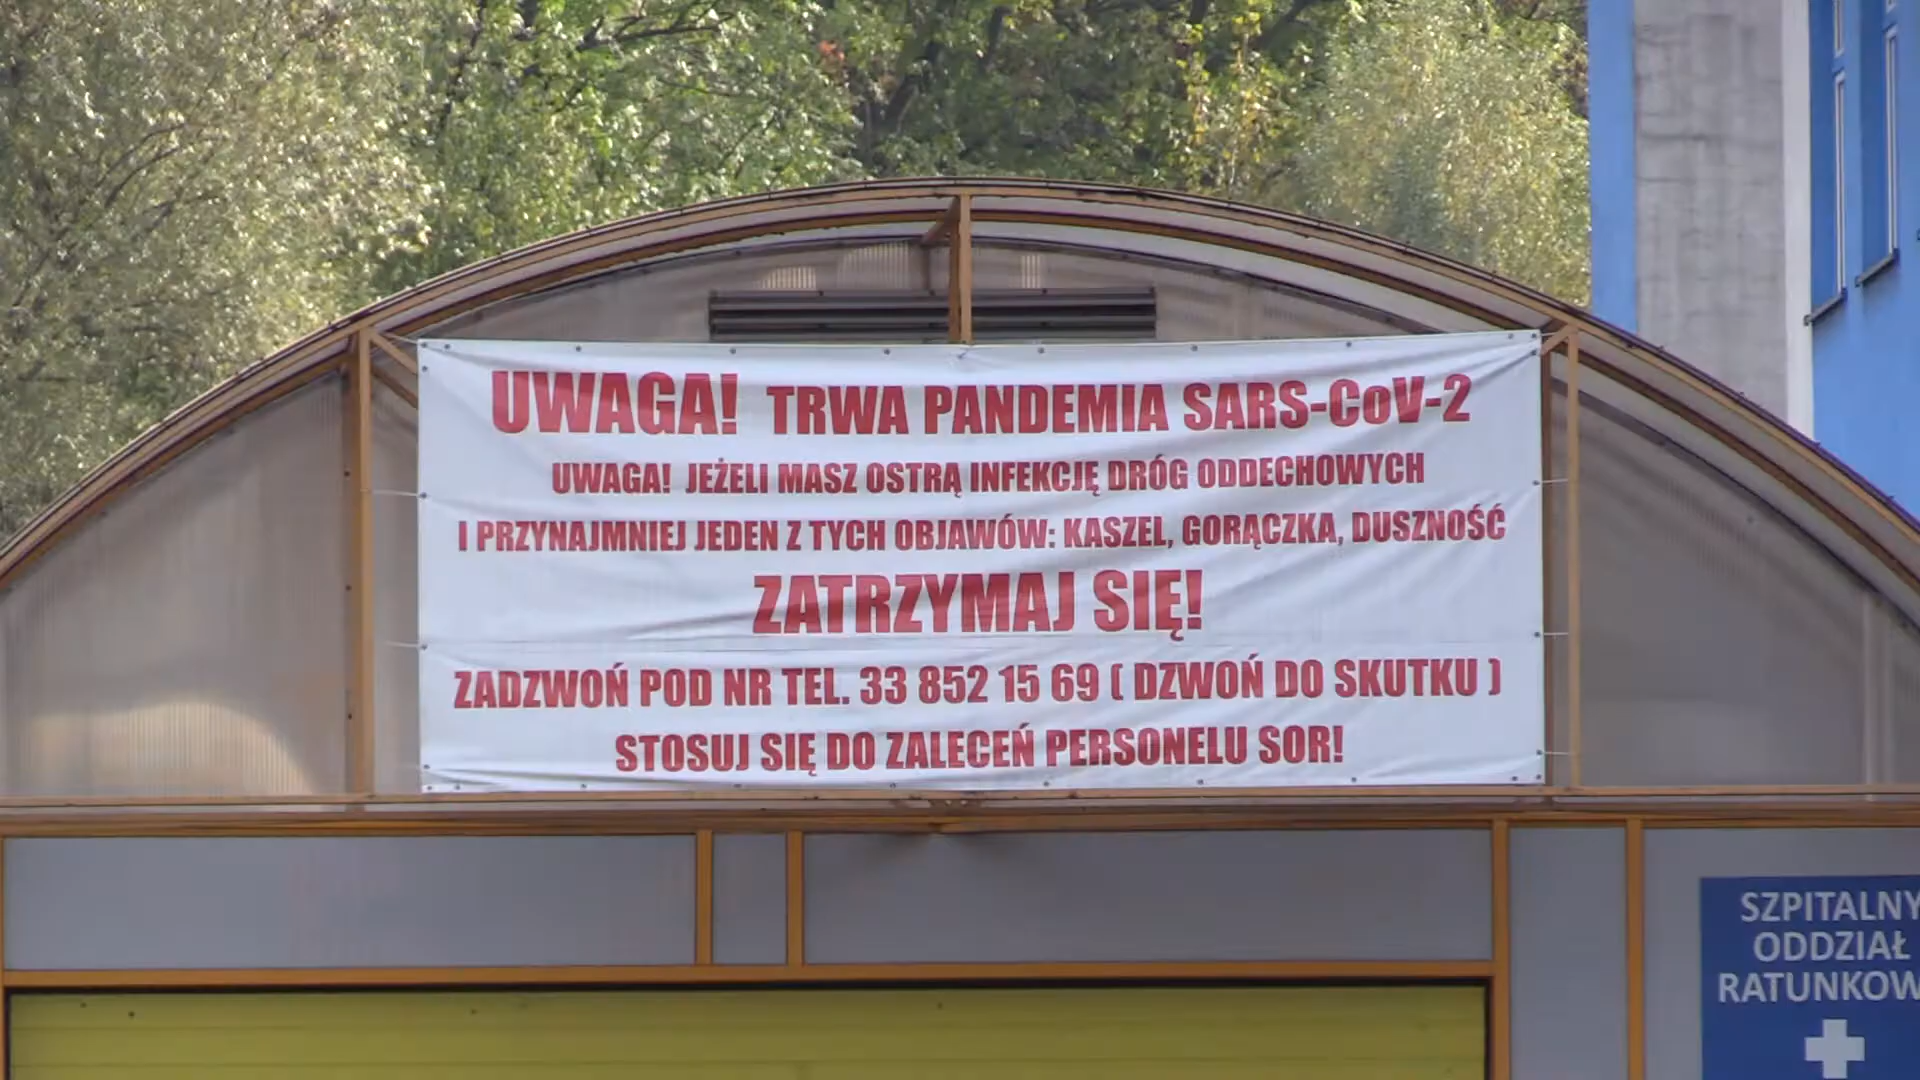 UWAGA! TRWA PANDEMIA SARS-CoV-2
UWAGA! JEŻELI MASZ OSTRĄ INFEKCJĘ DRÓG ODDECHOWYCH
I PRZYNAJMNIEJ JEDEN Z TYCH OBJAWÓW: KASZEL, GORĄCZKA, DUSZNOŚĆ
ZATRZYMAJ SIĘ!
ZADZWOŃ POD NR TEL. 33 852 15 69 ( DZWOŃ DO SKUTKU )
STOSUJ SIĘ DO ZALECEŃ PERSONELU SOR!
SZPITALNY
ODDZIAŁ
RATUNKOW